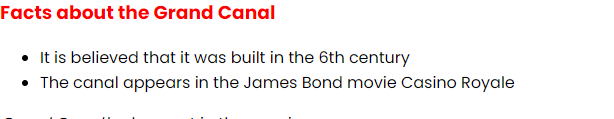 Facts about the Grand Canal
It is believed that it was built in the 6th century
The canal appears in the James Bond movie Casino Royale